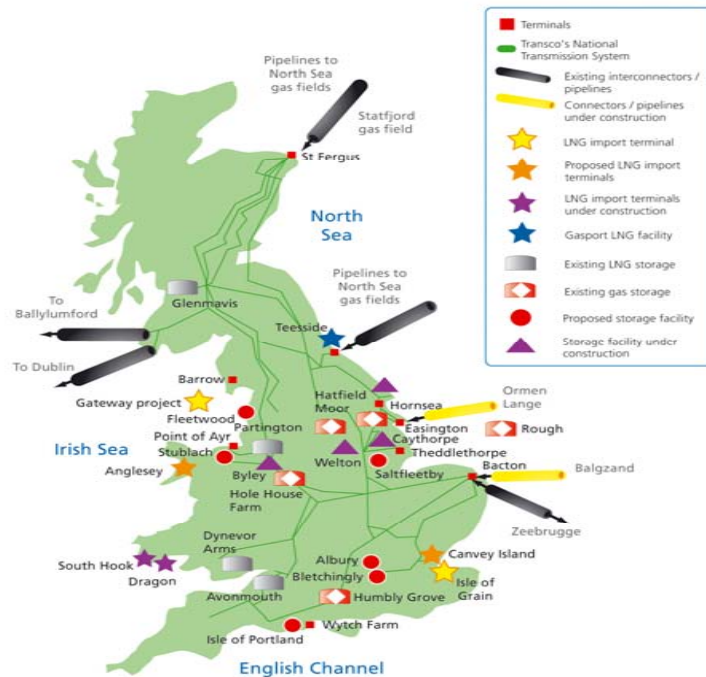 Pipelines to
North Sea
gas fields
Statfjord
gas field
St Fergus
North
Sea
Pipelines to
North Sea
gas fields
Glenmavis
To
Ballylumford
To Dublin
Teesside
Barrow
Gateway project
Fleetwood
Partington
Hatfield
Moor
Hornsea
Easington
Ormen
Lange
Rough
Irish Sea
Point of Ayr
Stublach
Caythorpe
Theddlethorpe
Anglesey
Byley
Welton
Saltfleetby
Bacton
Balgzand
Hole House
Farm
Zeebrugge
Dynevor
Arms
South Hook
Dragon
Albury
Bletchingly
Canvey Island
Isle of
Grain
Avonmouth
Humbly Grove
Isle of Portland
Wytch Farm
English Channel
Terminals
Transco's National
Transmission System
Existing interconnectors /
pipelines
Connectors / pipelines
under construction
LNG import terminal
Proposed LNG import
terminals
LNG import terminals
under construction
Gasport LNG facility
Existing LNG storage
Existing gas storage
Proposed storage facility
Storage facility under
construction